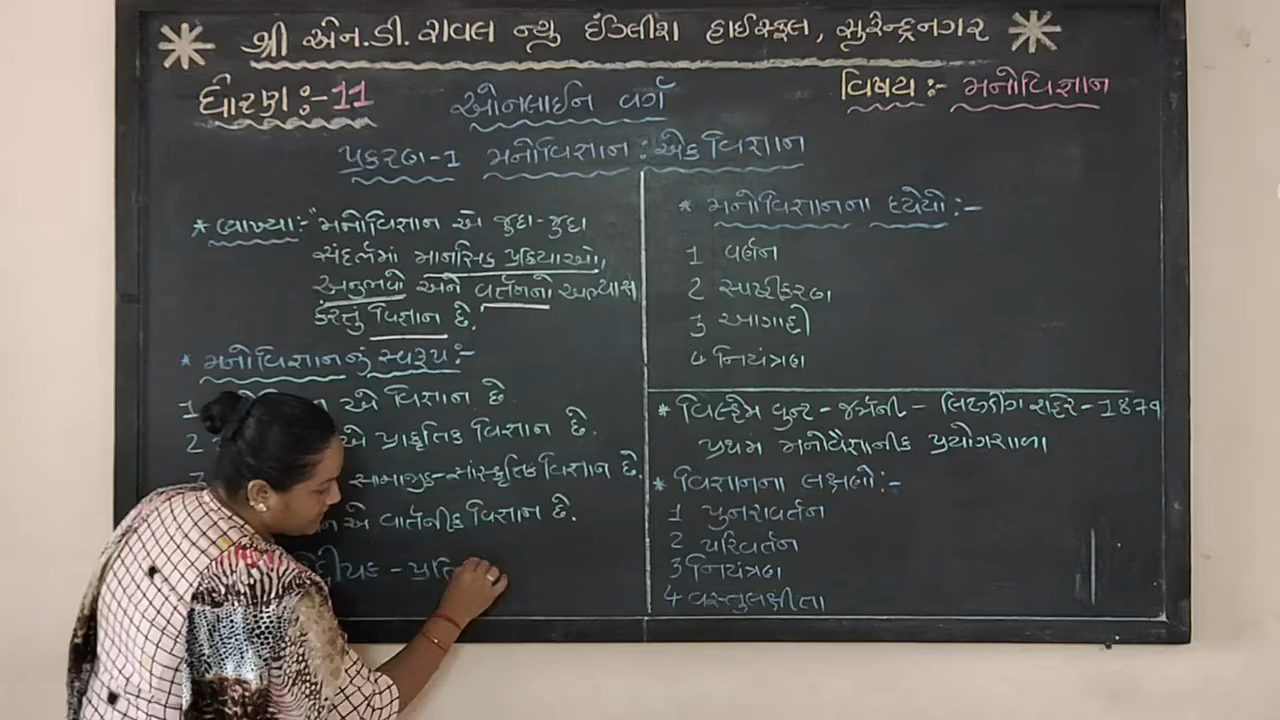 શ્રી એન.ડી. રાવલ ન્યુ ઈંગ્લીશ હાઈસ્કૂલ, સુરેન્દ્રનગર
ધોરણ :- 11
ઓનલાઈન વર્ગ
વિષય :- મનોવિજ્ઞાન
પ્રકરણ-1 મનોવિજ્ઞાન : એક વિજ્ઞાન
* વ્યાખ્યા :- "મનોવિજ્ઞાન એ જુદા-જુદા
સંદર્ભમાં માનસિક પ્રક્રિયાઓ,
અનુભવો અને વર્તનનો અભ્યાસ
કરતું વિજ્ઞાન છે."
* મનોવિજ્ઞાનનું સ્વરૂપ :-
1 એ વિજ્ઞાન છે
2 એ પ્રાકૃતિક વિજ્ઞાન છે.
સામાજીક-સાંસ્કૃતિક વિજ્ઞાન છે.
એ વાર્તનીક વિજ્ઞાન છે.
* મનોવિજ્ઞાનના ધ્યેયો :-
1 વર્ણન
2 સ્પષ્ટીકરણ
3 આગાહી
4 નિયંત્રણ
* વિલ્હેમ વુન્ટ - જર્મની - લિપઝીગ શહેર - 1879
પ્રથમ મનોવૈજ્ઞાનીક પ્રયોગશાળા
* વિજ્ઞાનના લક્ષણો :-
1 પુનરાવર્તન
2 પરિવર્તન
3 નિયંત્રણ
4 વસ્તુલક્ષીતા